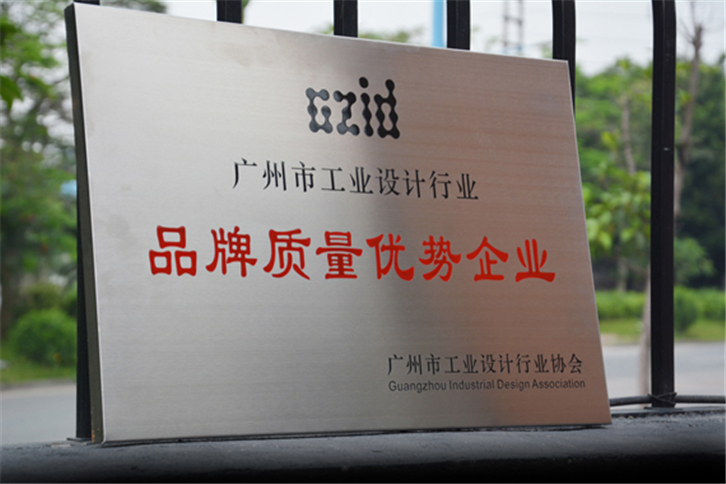 GZID
广州市工业设计行业
品牌质量优势企业
广州市工业设计行业协会
Guangzhou Industrial Design Association